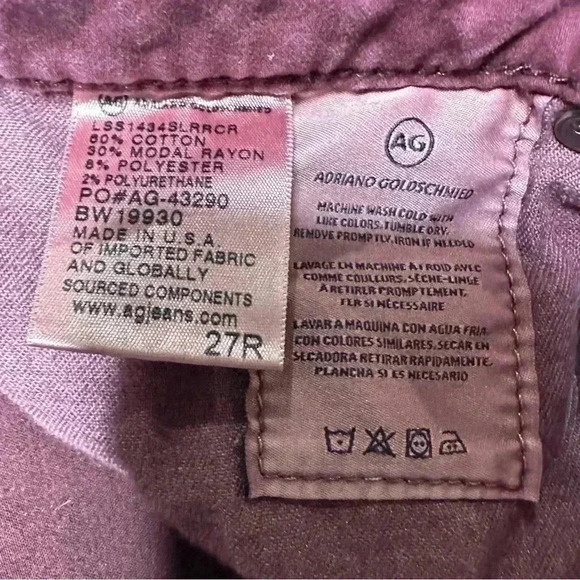 AG
LSS1434SLRRCR
60% COTTON
30% MODAL RAYON
8% POLYESTER
2% POLYURETHANE
PO#AG-43290
BW19930
MADE IN U.S.A.
OF IMPORTED FABRIC
AND GLOBALLY
SOURCED COMPONENTS
www.agjeans.com
27R
AG
ADRIANO GOLDSCHMIED
MACHINE WASH COLD WITH
LIKE COLORS. TUMBLE DRY.
REMOVE PROMPTLY. IRON IF NEEDED
LAVAGE EN MACHINE A FROID AVEC
COMME COULEURS. SÈCHE-LINGE
À RETIRER PROMPTEMENT.
FER SI NÉCESSAIRE
LAVAR A MAQUINA CON AGUA FRIA
CON COLORES SIMILARES. SECAR EN
SECADORA RETIRAR RAPIDAMENTE.
PLANCHA SI ES NECESARIO